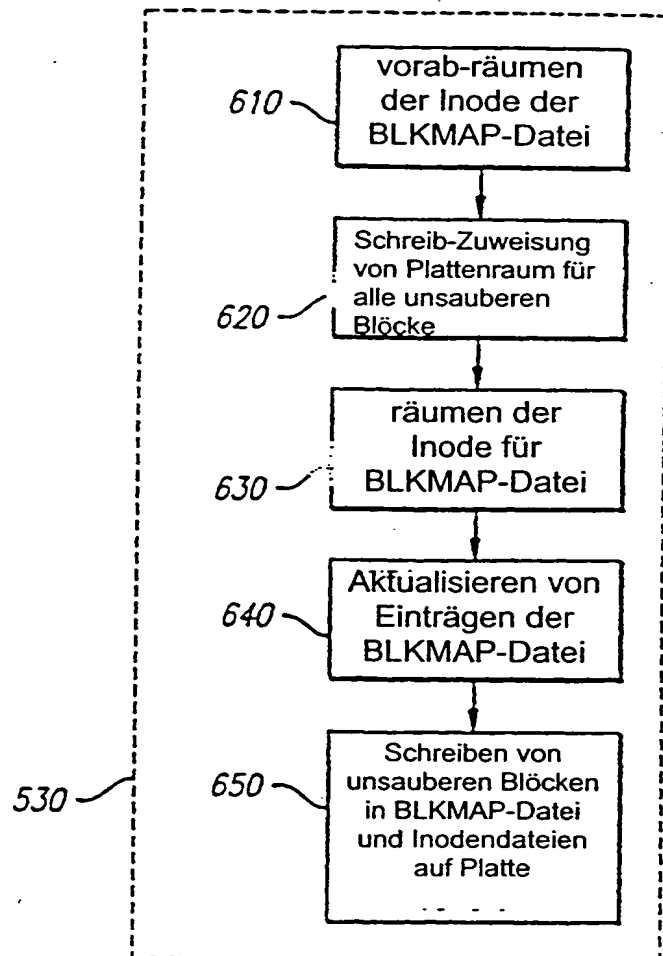 610
vorab-räumen
der Inode der
BLKMAP-Datei
620
Schreib-Zuweisung
von Plattenraum für
alle unsauberen
Blöcke
630
räumen der
Inode für
BLKMAP-Datei
640
Aktualisieren von
Einträgen der
BLKMAP-Datei
530
650
Schreiben von
unsauberen Blöcken
in BLKMAP-Datei
und Inodendateien
auf Platte